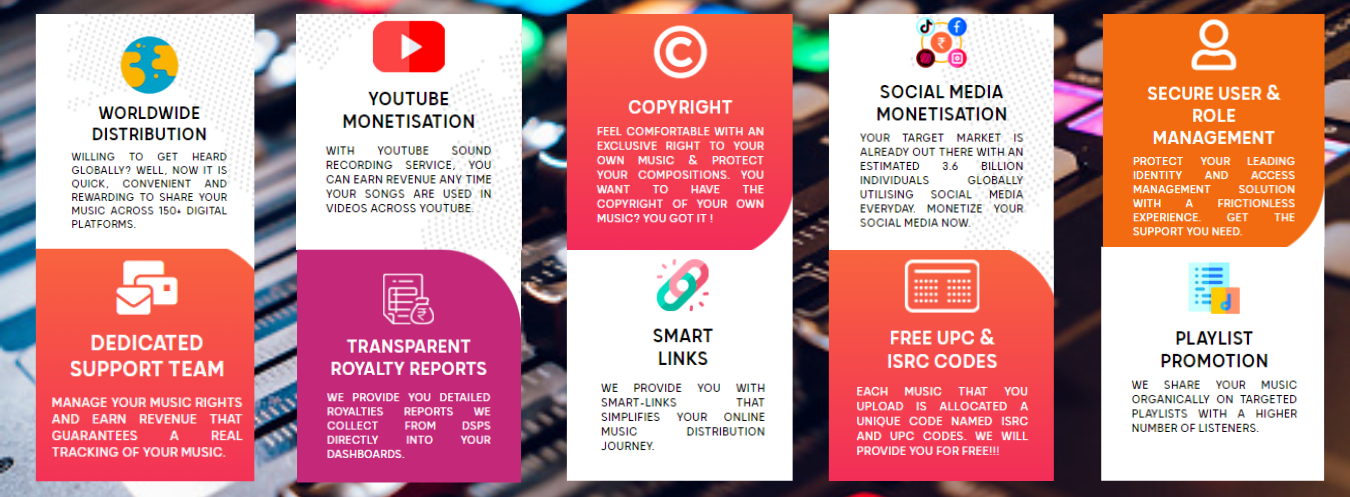 WORLDWIDE
DISTRIBUTION
WILLING TO GET HEARD
GLOBALLY? WELL, NOW IT IS
QUICK, CONVENIENT AND
REWARDING TO SHARE YOUR
MUSIC ACROSS 150+ DIGITAL
PLATFORMS.
DEDICATED
SUPPORT TEAM
MANAGE YOUR MUSIC RIGHTS
AND EARN REVENUE THAT
GUARANTEES A REAL
TRACKING OF YOUR MUSIC.
YOUTUBE
MONETISATION
WITH YOUTUBE SOUND
RECORDING SERVICE, YOU
CAN EARN REVENUE ANY TIME
YOUR SONGS ARE USED IN
VIDEOS ACROSS YOUTUBE.
TRANSPARENT
ROYALTY REPORTS
WE PROVIDE YOU DETAILED
ROYALTIES REPORTS WE
COLLECT FROM DSPS
DIRECTLY INTO YOUR
DASHBOARDS.
COPYRIGHT
FEEL COMFORTABLE WITH AN
EXCLUSIVE RIGHT TO YOUR
OWN MUSIC & PROTECT
YOUR COMPOSITIONS. YOU
WANT TO HAVE THE
COPYRIGHT OF YOUR OWN
MUSIC? YOU GOT IT !
SMART
LINKS
WE PROVIDE YOU WITH
SMART-LINKS THAT
SIMPLIFIES YOUR ONLINE
MUSIC DISTRIBUTION
JOURNEY.
SOCIAL MEDIA
MONETISATION
YOUR TARGET MARKET IS
ALREADY OUT THERE WITH AN
ESTIMATED 3.6 BILLION
INDIVIDUALS GLOBALLY
UTILISING SOCIAL MEDIA
EVERYDAY. MONETIZE YOUR
SOCIAL MEDIA NOW.
FREE UPC &
ISRC CODES
EACH MUSIC THAT YOU
UPLOAD IS ALLOCATED A
UNIQUE CODE NAMED ISRC
AND UPC CODES. WE WILL
PROVIDE YOU FOR FREE!!!
SECURE USER &
ROLE
MANAGEMENT
PROTECT YOUR LEADING
IDENTITY AND ACCESS
MANAGEMENT SOLUTION
WITH A FRICTIONLESS
EXPERIENCE. GET THE
SUPPORT YOU NEED.
PLAYLIST
PROMOTION
WE SHARE YOUR MUSIC
ORGANICALLY ON TARGETED
PLAYLISTS WITH A HIGHER
NUMBER OF LISTENERS.